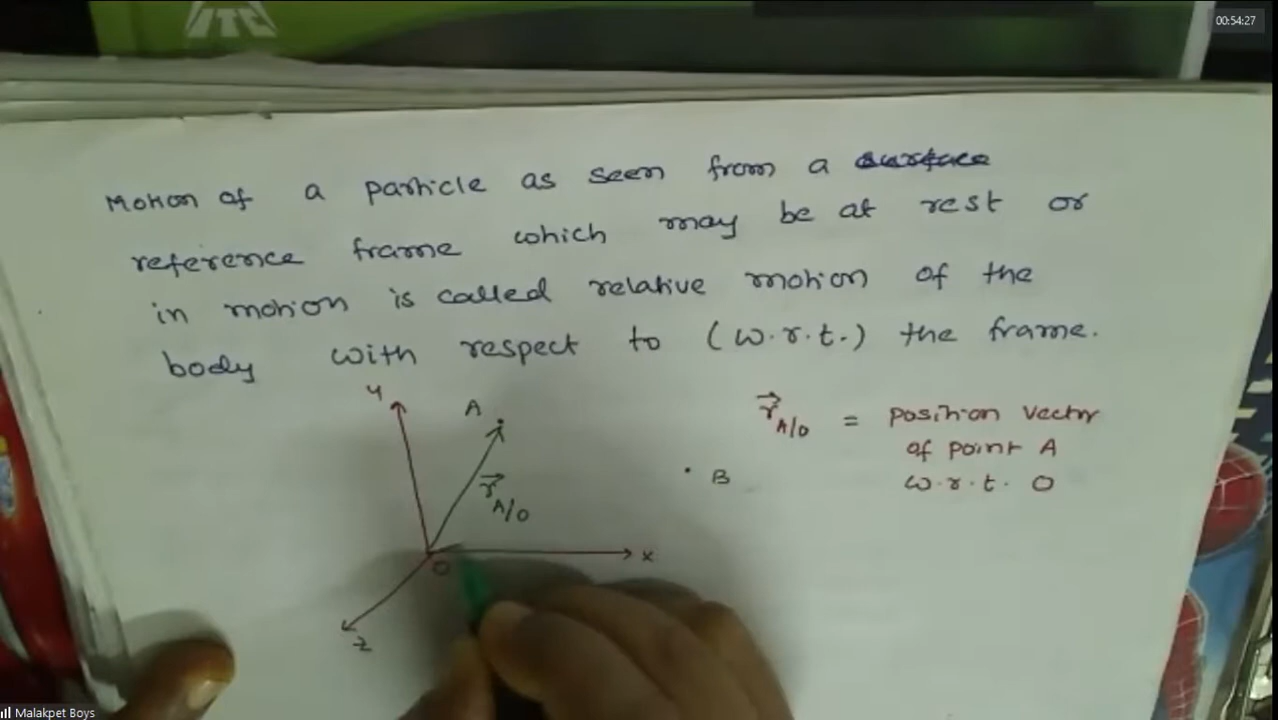 ITC
00:54:27
Motion of a particle as seen from a surface
reference frame which may be at rest or
in motion is called relative motion of the
body with respect to (w.r.t.) the frame.
y
A
r⃗ A/O = position vector
of point A
w.r.t. O
B
r⃗ A/O
O
x
z
Malakpet Boys